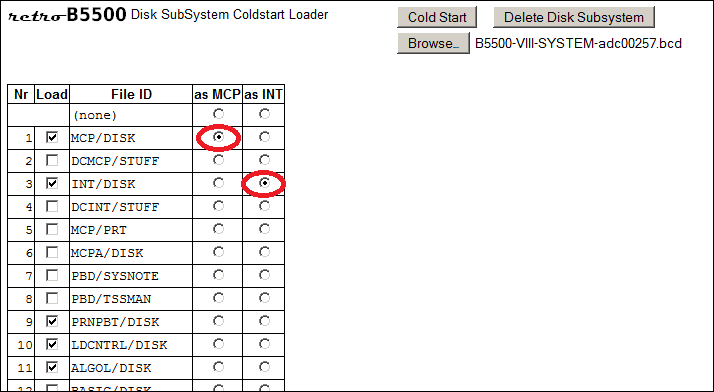 retro-B5500 Disk SubSystem Coldstart Loader
Cold Start Delete Disk Subsystem
Browse... B5500-VIII-SYSTEM-adc00257.bcd
Nr Load File ID as MCP as INT
(none)
1 MCP/DISK
2 DCMCP/STUFF
3 INT/DISK
4 DCINT/STUFF
5 MCP/PRT
6 MCPA/DISK
7 PBD/SYSNOTE
8 PBD/TSSMAN
9 PRNPBT/DISK
10 LDCNTRL/DISK
11 ALGOL/DISK
12 BASIC/DISK